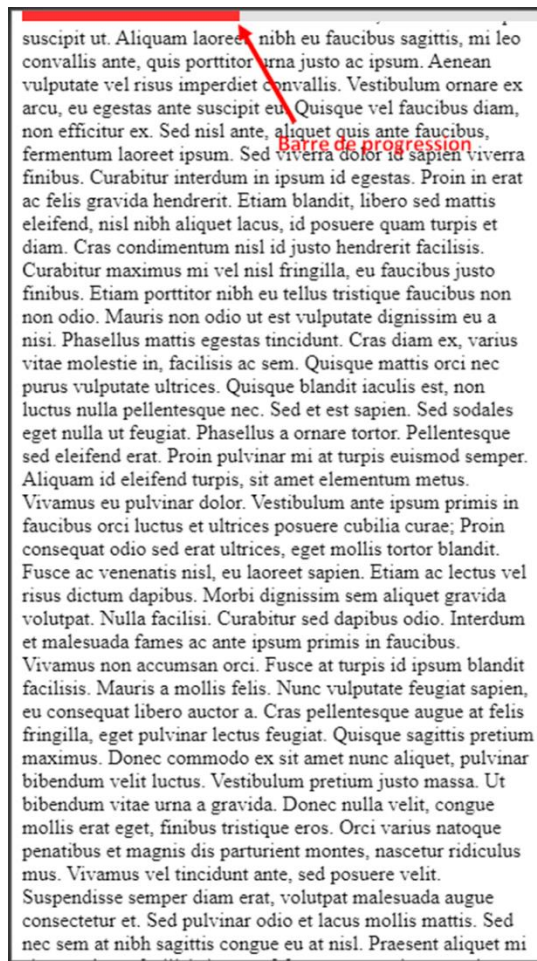 suscipit ut. Aliquam laoreet nibh eu faucibus sagittis, mi leo
convallis ante, quis porttitor urna justo ac ipsum. Aenean
vulputate vel risus imperdiet convallis. Vestibulum ornare ex
arcu, eu egestas ante suscipit eu. Quisque vel faucibus diam,
non efficitur ex. Sed nisl ante, aliquet quis ante faucibus,
Barre de progression
fermentum laoreet ipsum. Sed viverra dolor id sapien viverra
finibus. Curabitur interdum in ipsum id egestas. Proin in erat
ac felis gravida hendrerit. Etiam blandit, libero sed mattis
eleifend, nisl nibh aliquet lacus, id posuere quam turpis et
diam. Cras condimentum nisl id justo hendrerit facilisis.
Curabitur maximus mi vel nisl fringilla, eu faucibus justo
finibus. Etiam porttitor nibh eu tellus tristique faucibus non
non odio. Mauris non odio ut est vulputate dignissim eu a
nisi. Phasellus mattis egestas tincidunt. Cras diam ex, varius
vitae molestie in, facilisis ac sem. Quisque mattis orci nec
purus vulputate ultrices. Quisque blandit iaculis est, non
luctus nulla pellentesque nec. Sed et est sapien. Sed sodales
eget nulla ut feugiat. Phasellus a ornare tortor. Pellentesque
sed eleifend erat. Proin pulvinar mi at turpis euismod semper.
Aliquam id eleifend turpis, sit amet elementum metus.
Vivamus eu pulvinar dolor. Vestibulum ante ipsum primis in
faucibus orci luctus et ultrices posuere cubilia curae; Proin
consequat odio sed erat ultrices, eget mollis tortor blandit.
Fusce ac venenatis nisl, eu laoreet sapien. Etiam ac lectus vel
risus dictum dapibus. Morbi dignissim sem aliquet gravida
volutpat. Nulla facilisi. Curabitur sed dapibus odio. Interdum
et malesuada fames ac ante ipsum primis in faucibus.
Vivamus non accumsan orci. Fusce at turpis id ipsum blandit
facilisis. Mauris a mollis felis. Nunc vulputate feugiat sapien,
eu consequat libero auctor a. Cras pellentesque augue at felis
fringilla, eget pulvinar lectus feugiat. Quisque sagittis pretium
maximus. Donec commodo ex sit amet nunc aliquet, pulvinar
bibendum velit luctus. Vestibulum pretium justo massa. Ut
bibendum vitae urna a gravida. Donec nulla velit, congue
mollis erat eget, finibus tristique eros. Orci varius natoque
penatibus et magnis dis parturient montes, nascetur ridiculus
mus. Vivamus vel tincidunt ante, sed posuere velit.
Suspendisse semper diam erat, volutpat malesuada augue
consectetur et. Sed pulvinar odio et lacus mollis mattis. Sed
nec sem at nibh sagittis congue eu at nisl. Praesent aliquet mi